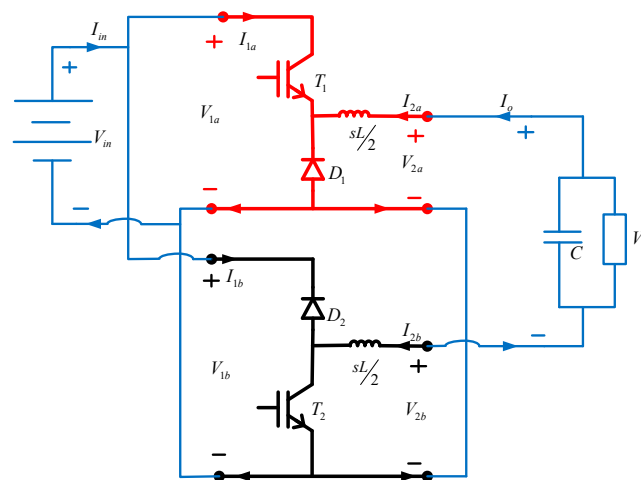 I_in
+
I_1a
+
T_1
V_in
V_1a
sL/2
I_2a
+
V_2a
I_o
+
D_1
−
−
−
C
V
I_1b
+
D_2
I_2b
−
sL/2
+
V_1b
T_2
V_2b
−
−